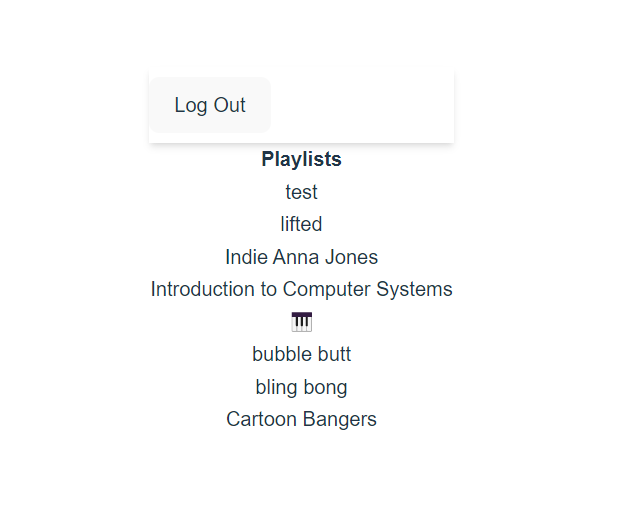 Log Out
Playlists
test
lifted
Indie Anna Jones
Introduction to Computer Systems
🎹
bubble butt
bling bong
Cartoon Bangers